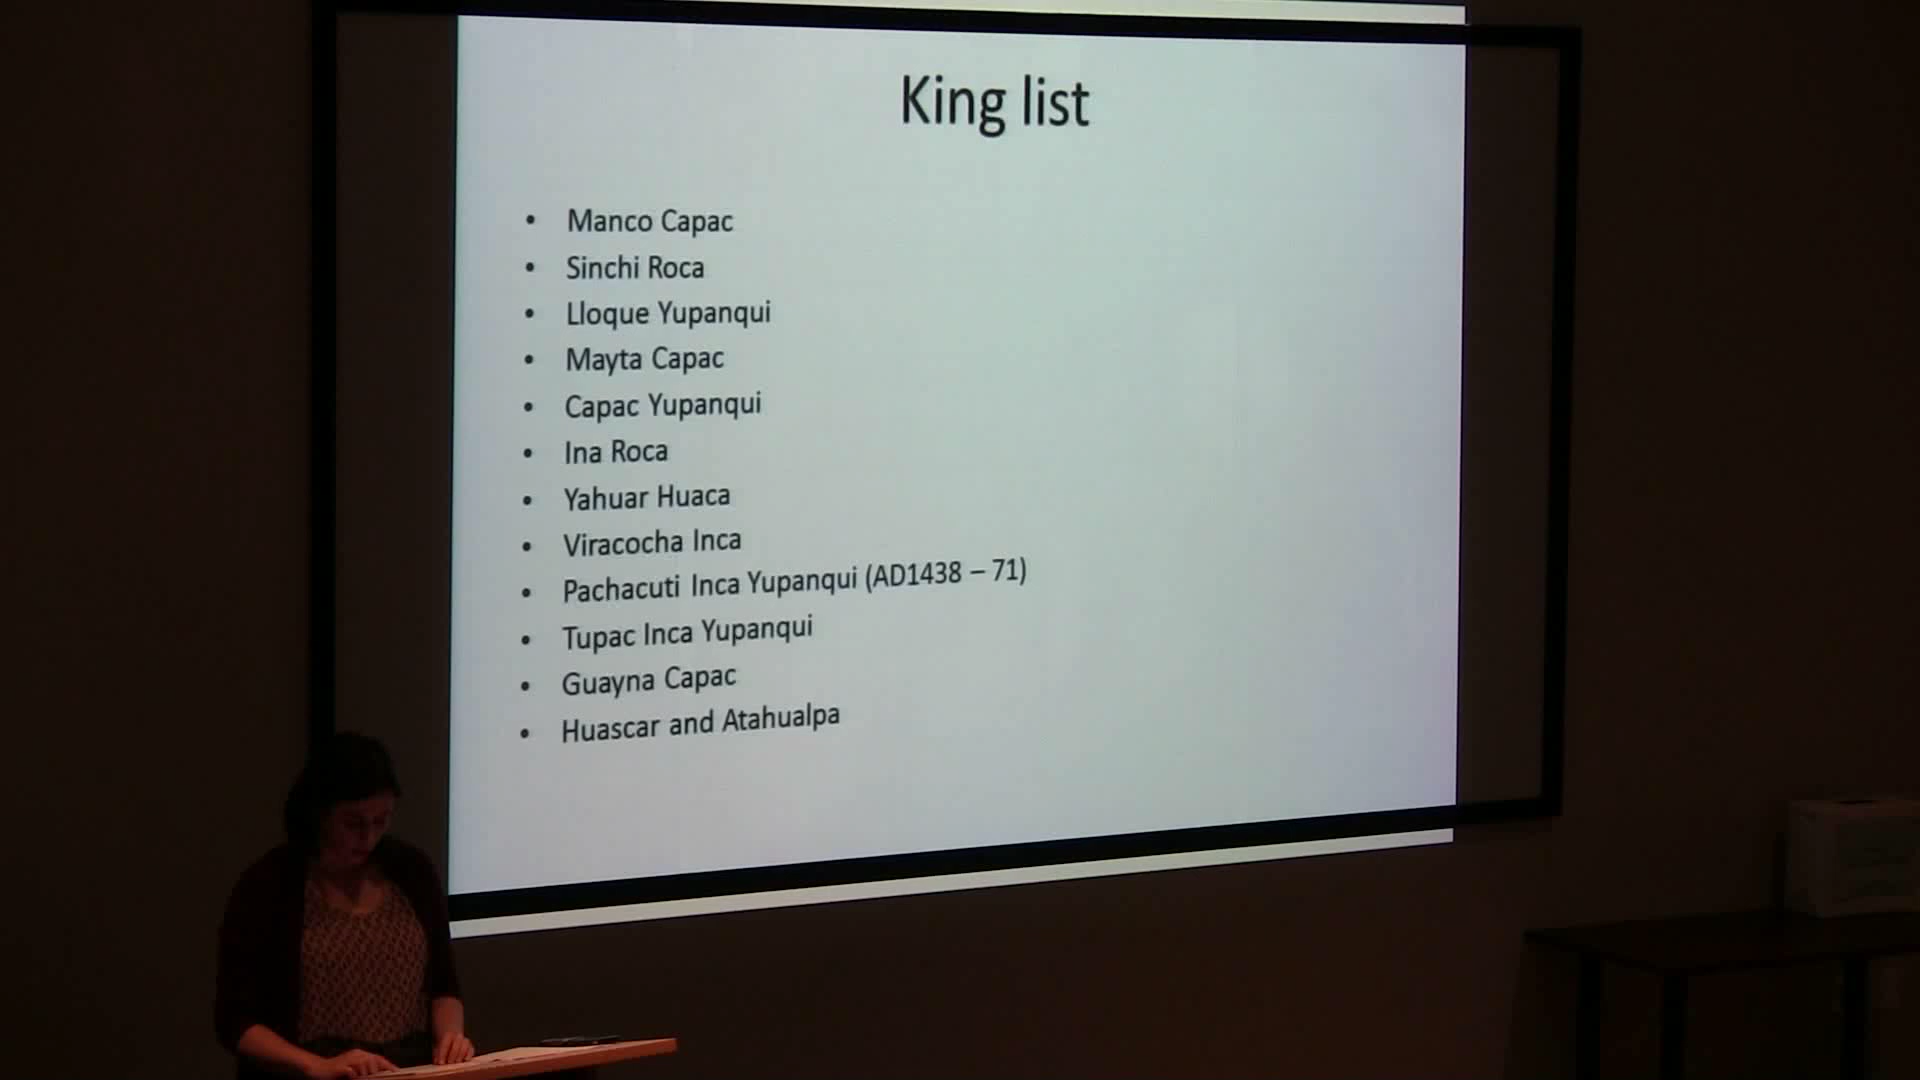 King list
• Manco Capac
• Sinchi Roca
• Lloque Yupanqui
• Mayta Capac
• Capac Yupanqui
• Ina Roca
• Yahuar Huaca
• Viracocha Inca
• Pachacuti Inca Yupanqui (AD1438 – 71)
• Tupac Inca Yupanqui
• Guayna Capac
• Huascar and Atahualpa